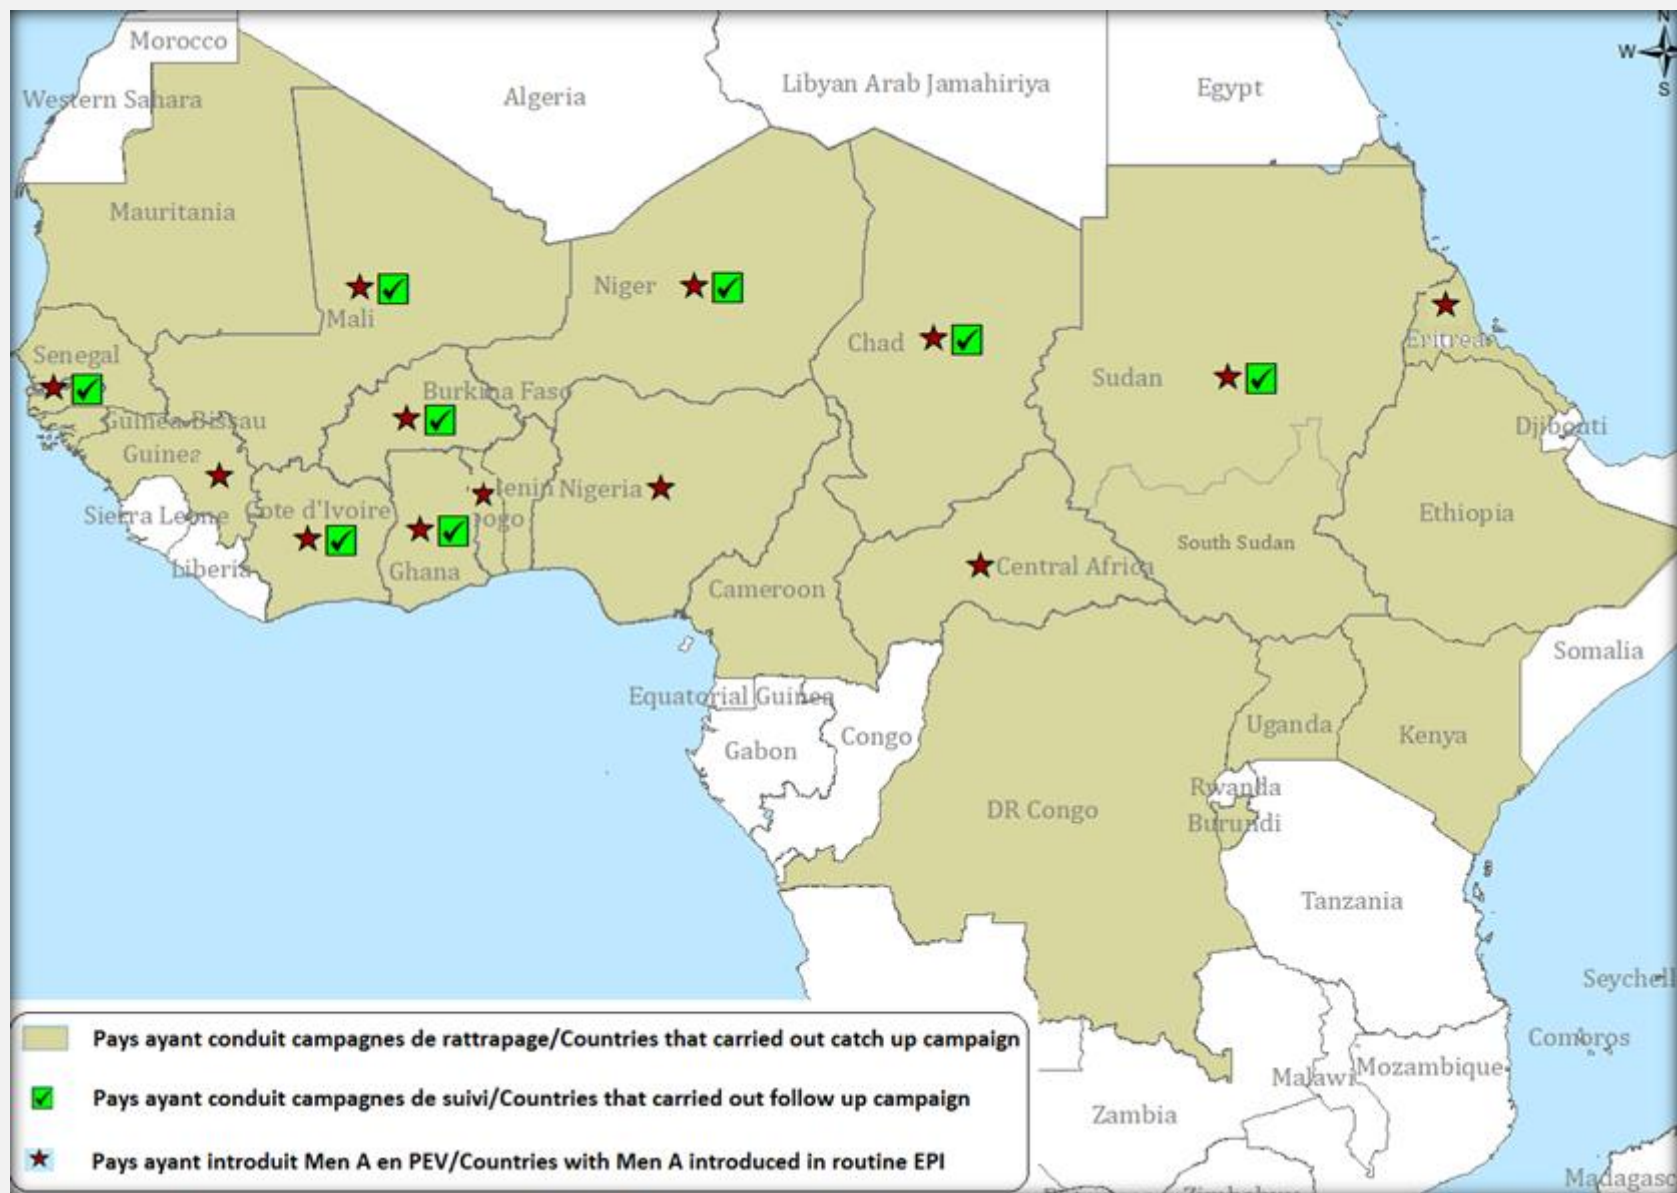 N
Morocco
W
S
Western Sahara
Algeria
Libyan Arab Jamahiriya
Egypt
Mauritania
Niger
Mali
Chad
Eritrea
Senegal
Sudan
Burkina Faso
Guinea-Bissau
Djibouti
Guinea
Nigeria
Sierra Leone
Cote d'Ivoire
Ethiopia
South Sudan
Liberia
Ghana
Central Africa
Cameroon
Somalia
Equatorial Guinea
Uganda
Kenya
Gabon
Congo
Rwanda
DR Congo
Burundi
Tanzania
Seychell
Comoros
Pays ayant conduit campagnes de rattrapage/Countries that carried out catch up campaign
Malawi
Mozambique
Pays ayant conduit campagnes de suivi/Countries that carried out follow up campaign
Zambia
Pays ayant introduit Men A en PEV/Countries with Men A introduced in routine EPI
Madagasc